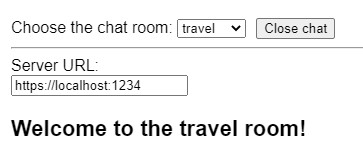 Choose the chat room: travel Close chat
Server URL:
https://localhost:1234
Welcome to the travel room!